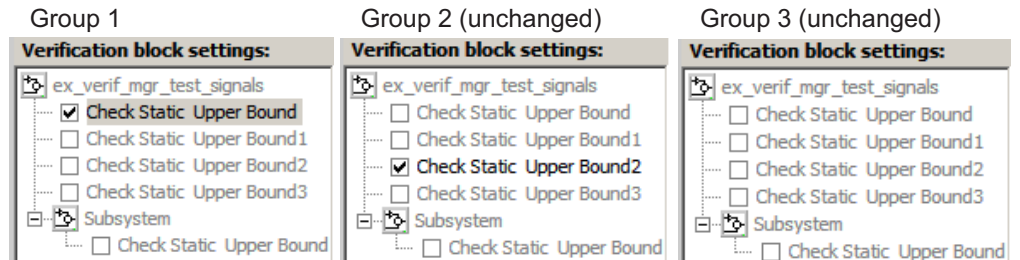 Group 1
Verification block settings:
ex_verif_mgr_test_signals
Check Static Upper Bound
Check Static Upper Bound1
Check Static Upper Bound2
Check Static Upper Bound3
Subsystem
Check Static Upper Bound
Group 2 (unchanged)
Verification block settings:
ex_verif_mgr_test_signals
Check Static Upper Bound
Check Static Upper Bound1
Check Static Upper Bound2
Check Static Upper Bound3
Subsystem
Check Static Upper Bound
Group 3 (unchanged)
Verification block settings:
ex_verif_mgr_test_signals
Check Static Upper Bound
Check Static Upper Bound1
Check Static Upper Bound2
Check Static Upper Bound3
Subsystem
Check Static Upper Bound